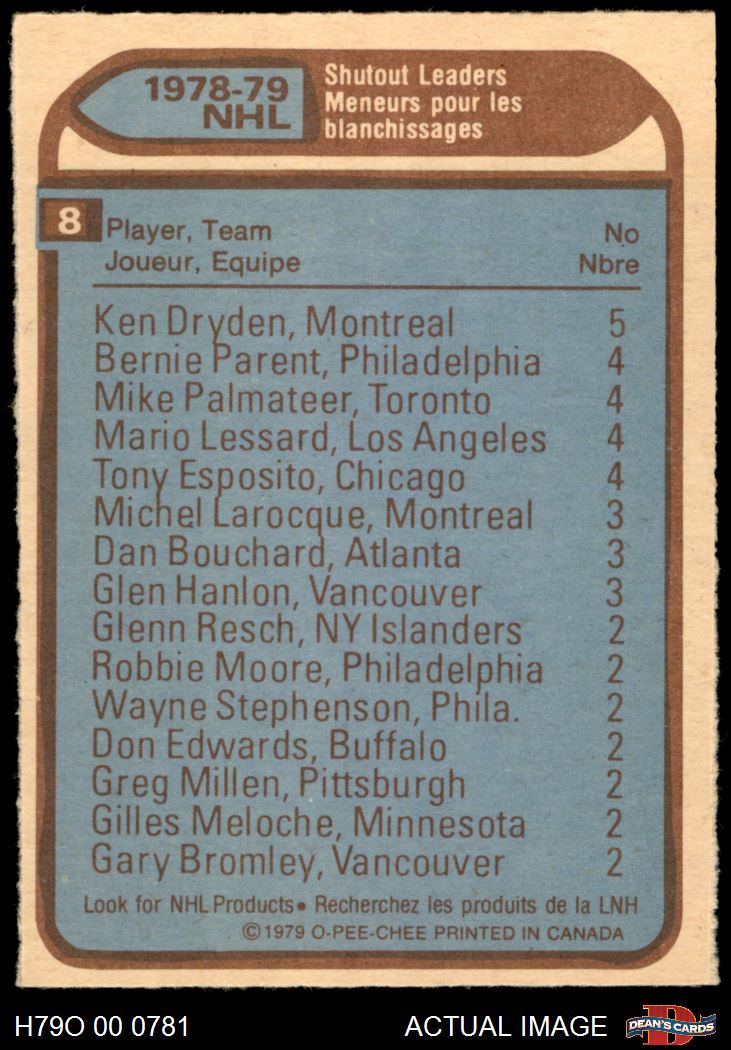 1978-79
NHL
Shutout Leaders
Meneurs pour les
blanchissages
8
Player, Team No
Joueur, Equipe Nbre
Ken Dryden, Montreal 5
Bernie Parent, Philadelphia 4
Mike Palmateer, Toronto 4
Mario Lessard, Los Angeles 4
Tony Esposito, Chicago 4
Michel Larocque, Montreal 3
Dan Bouchard, Atlanta 3
Glen Hanlon, Vancouver 3
Glenn Resch, NY Islanders 2
Robbie Moore, Philadelphia 2
Wayne Stephenson, Phila. 2
Don Edwards, Buffalo 2
Greg Millen, Pittsburgh 2
Gilles Meloche, Minnesota 2
Gary Bromley, Vancouver 2
Look for NHL Products• Recherchez les produits de la LNH
©1979 O-PEE-CHEE PRINTED IN CANADA
H79O 00 0781 ACTUAL IMAGE DEAN'S CARDS